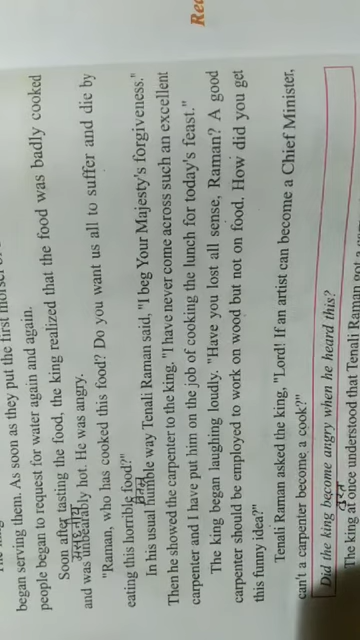 began serving them. As soon as they put the first morsel
people began to request for water again and again.
Soon after tasting the food, the king realized that the food was badly cooked
असहनीय
and was unbearably hot. He was angry.
"Raman, who has cooked this food? Do you want us all to suffer and die by
eating this horrible food?"
विनम्र
In his usual humble way Tenali Raman said, "I beg Your Majesty's forgiveness."
Then he showed the carpenter to the king. "I have never come across such an excellent
carpenter and I have put him on the job of cooking the lunch for today's feast."
The king began laughing loudly. "Have you lost all sense, Raman? A good
carpenter should be employed to work on wood but not on food. How did you get
this funny idea?"
Tenali Raman asked the king, "Lord! If an artist can become a Chief Minister,
can't a carpenter become a cook?"
Did the king become angry when he heard this?
तुरंत
The king at once understood that Tenali Raman got a